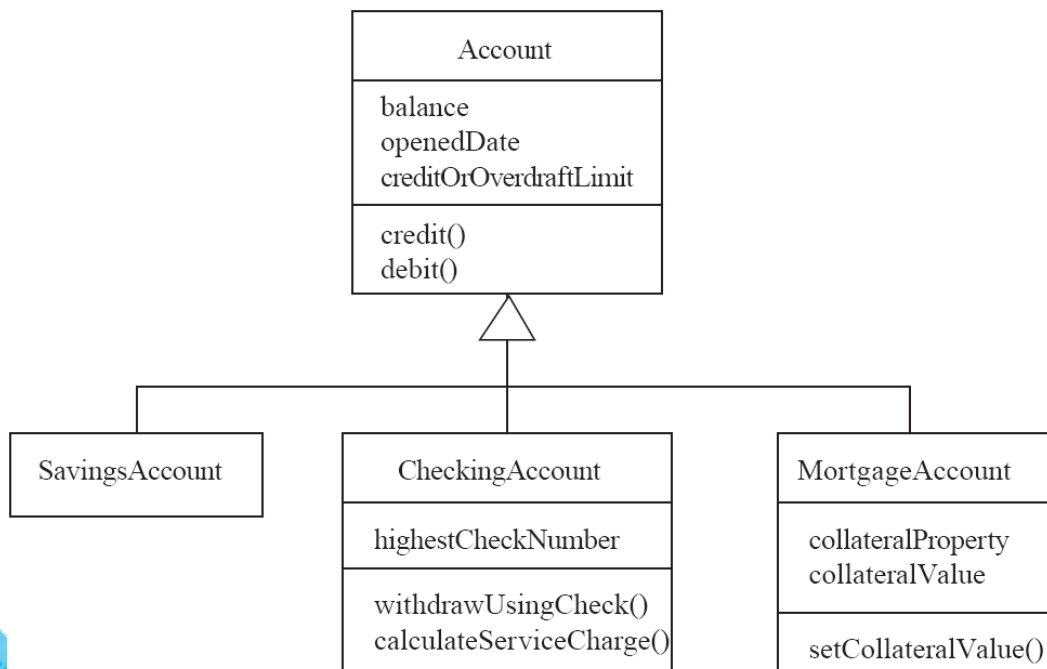 Account
balance
openedDate
creditOrOverdraftLimit
credit()
debit()
SavingsAccount
CheckingAccount
highestCheckNumber
withdrawUsingCheck()
calculateServiceCharge()
MortgageAccount
collateralProperty
collateralValue
setCollateralValue()